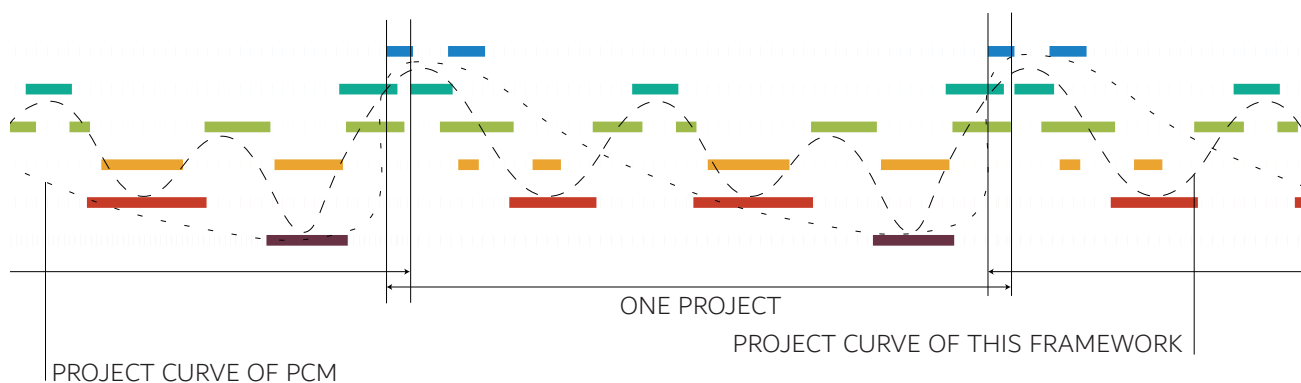 ONE PROJECT
PROJECT CURVE OF THIS FRAMEWORK
PROJECT CURVE OF PCM